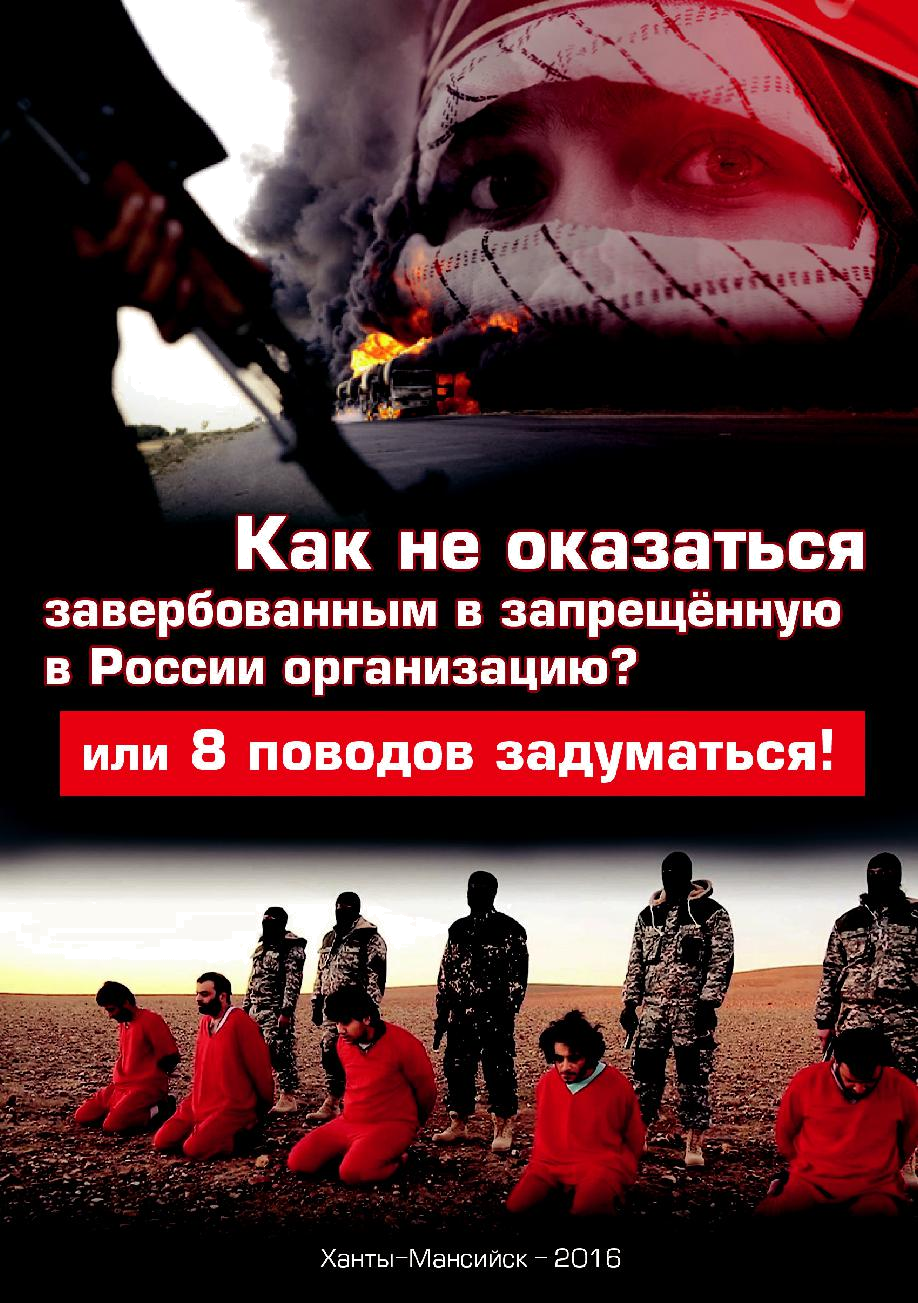 Как не оказаться
завербованным в запрещённую
в России организацию?
или 8 поводов задуматься!
Ханты-Мансийск – 2016